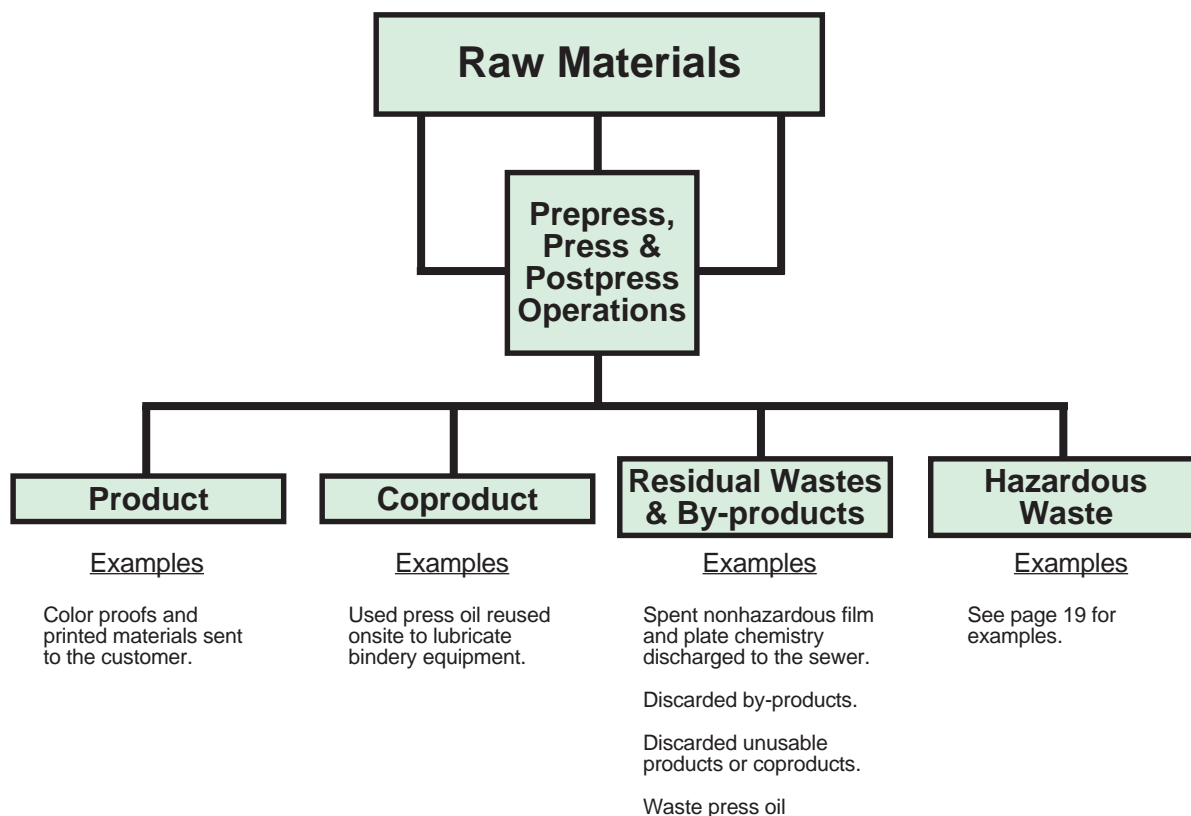 Raw Materials
Prepress,
Press &
Postpress
Operations
Product
Examples
Color proofs and
printed materials sent
to the customer.
Coproduct
Examples
Used press oil reused
onsite to lubricate
bindery equipment.
Residual Wastes
& By-products
Examples
Spent nonhazardous film
and plate chemistry
discharged to the sewer.
Discarded by-products.
Discarded unusable
products or coproducts.
Waste press oil
Hazardous
Waste
Examples
See page 19 for
examples.